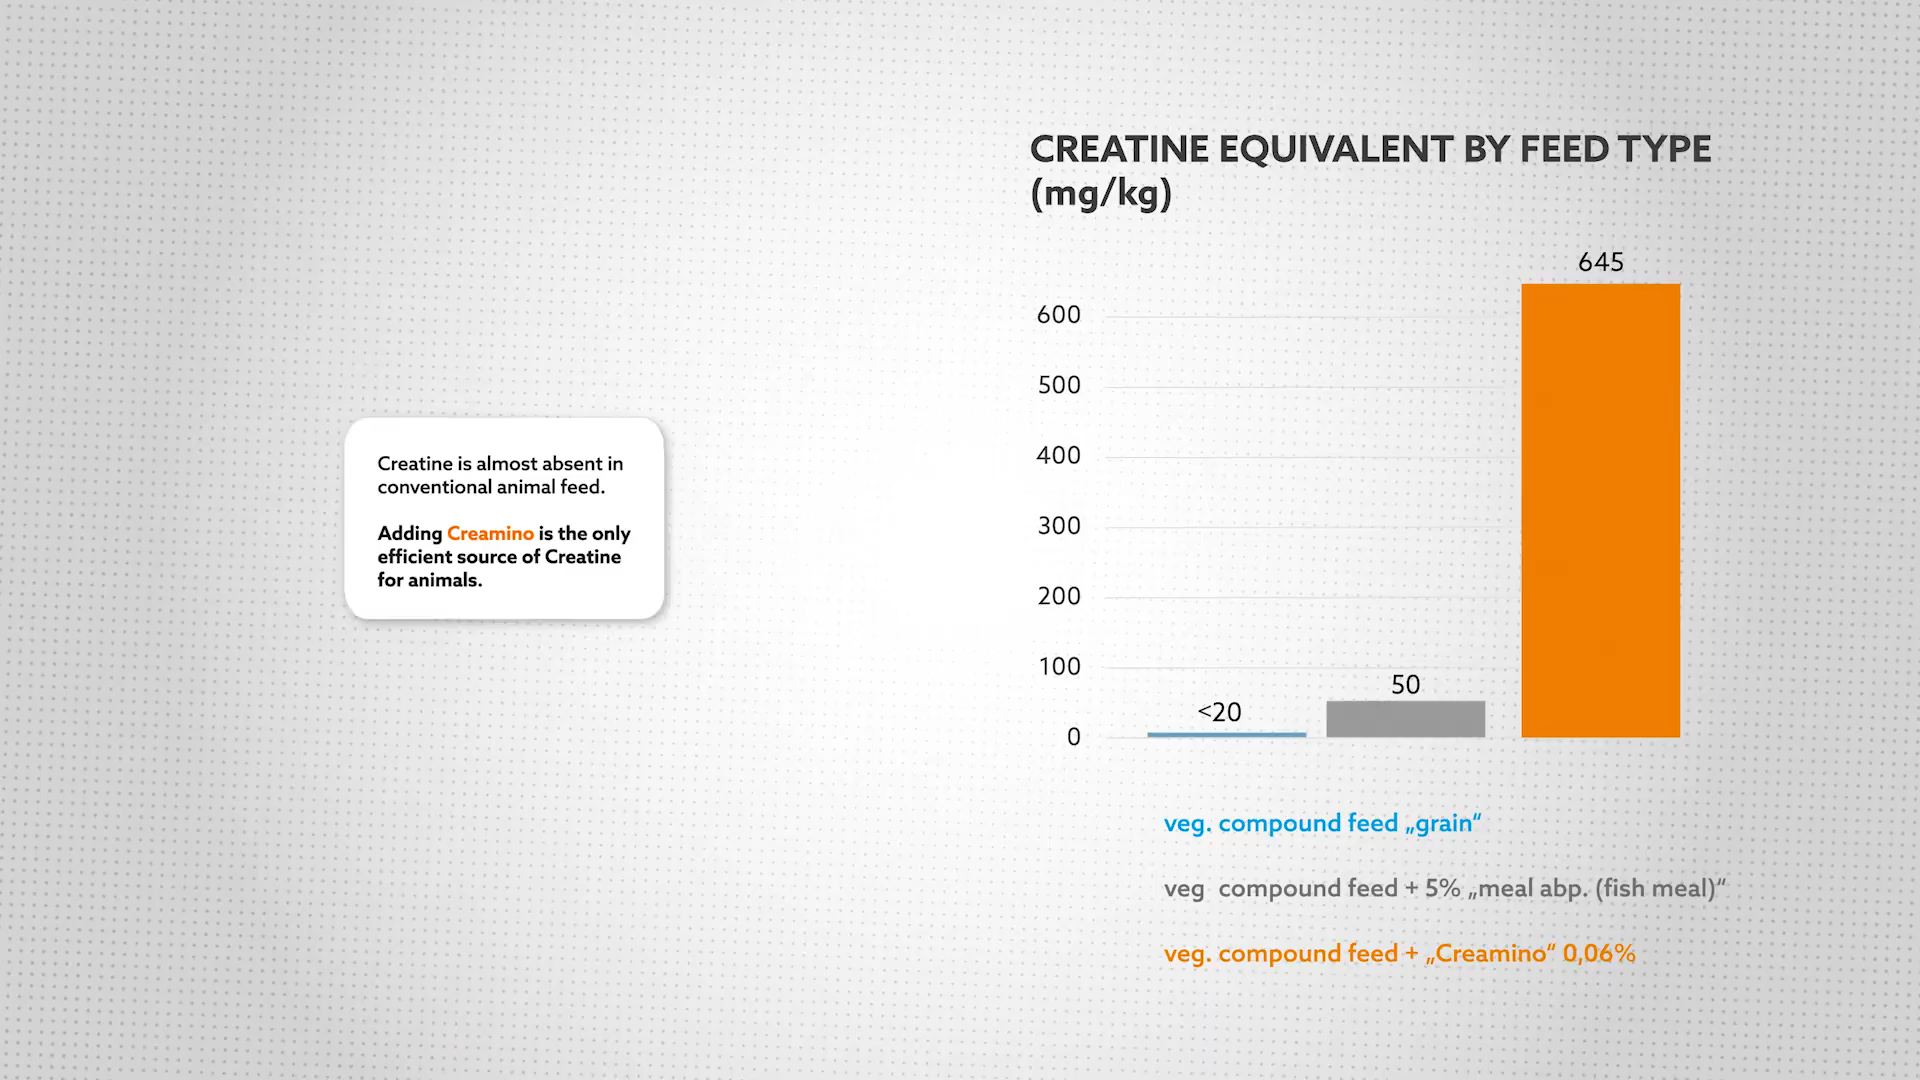 Creatine is almost absent in
conventional animal feed.
Adding Creamino is the only
efficient source of Creatine
for animals.
CREATINE EQUIVALENT BY FEED TYPE
(mg/kg)
645
600
500
400
300
200
100
50
<20
0
veg. compound feed „grain“
veg  compound feed + 5% „meal abp. (fish meal)“
veg. compound feed + „Creamino“ 0,06%